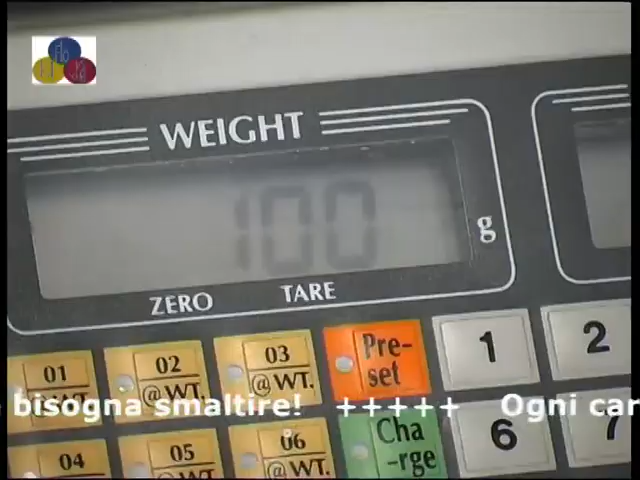 WEIGHT
100 g
ZERO TARE
01 02 03 Pre-set 1 2
@WT. @WT.
bisogna smaltire! +++++ Ogni car
04 05 06 Cha-rge 6 7
@WT. @WT.